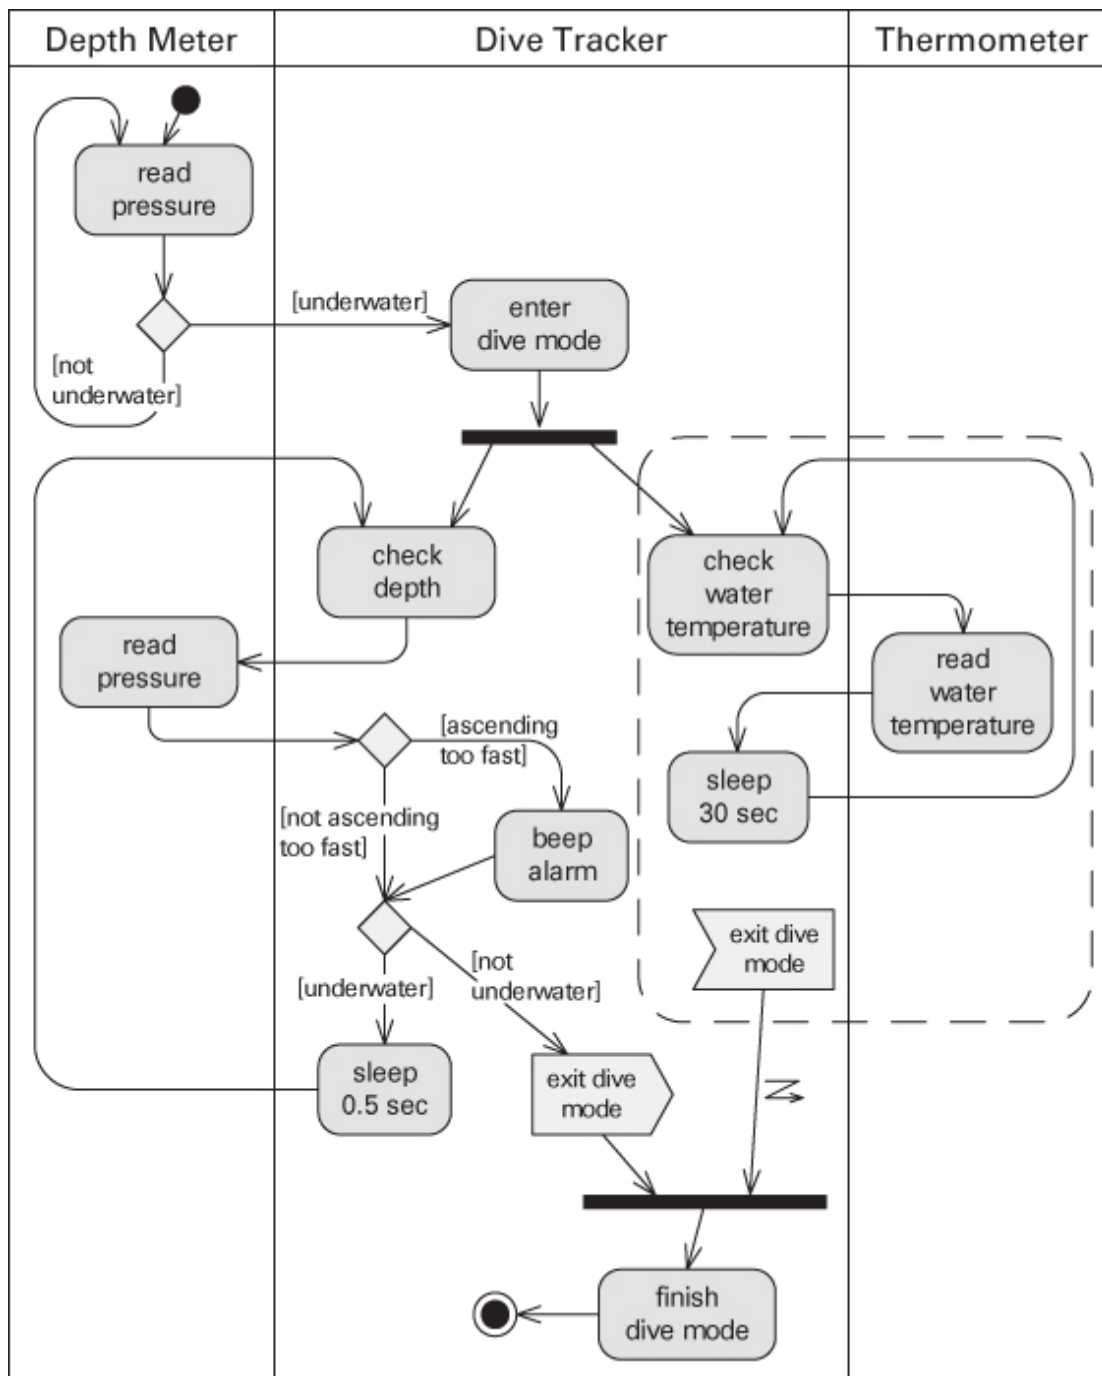 Depth Meter
Dive Tracker
Thermometer
read
pressure
[underwater]
enter
dive mode
[not
underwater]
check
depth
check
water
temperature
read
pressure
read
water
temperature
[ascending
too fast]
sleep
30 sec
[not ascending
too fast]
beep
alarm
exit dive
mode
[underwater]
[not
underwater]
sleep
0.5 sec
exit dive
mode
finish
dive mode